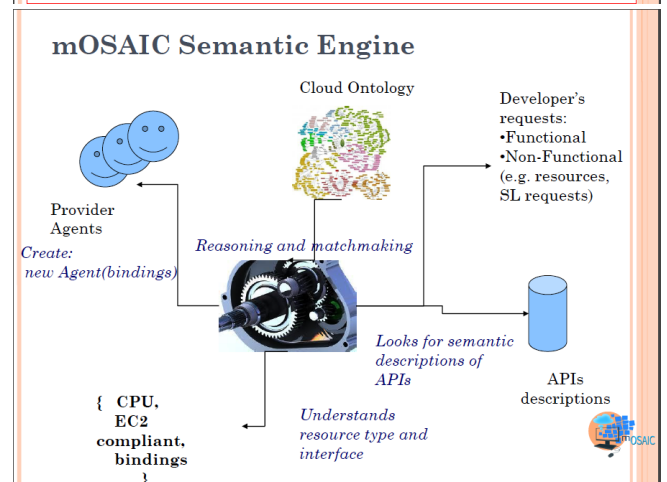 mOSAIC Semantic Engine
Cloud Ontology
Developer's
requests:
•Functional
•Non-Functional
(e.g. resources,
SL requests)
Provider
Agents
Create:
new Agent(bindings)
Reasoning and matchmaking
Looks for semantic
descriptions of
APIs
APIs
descriptions
{ CPU,
EC2
compliant,
bindings
}
Understands
resource type and
interface
mOSAIC